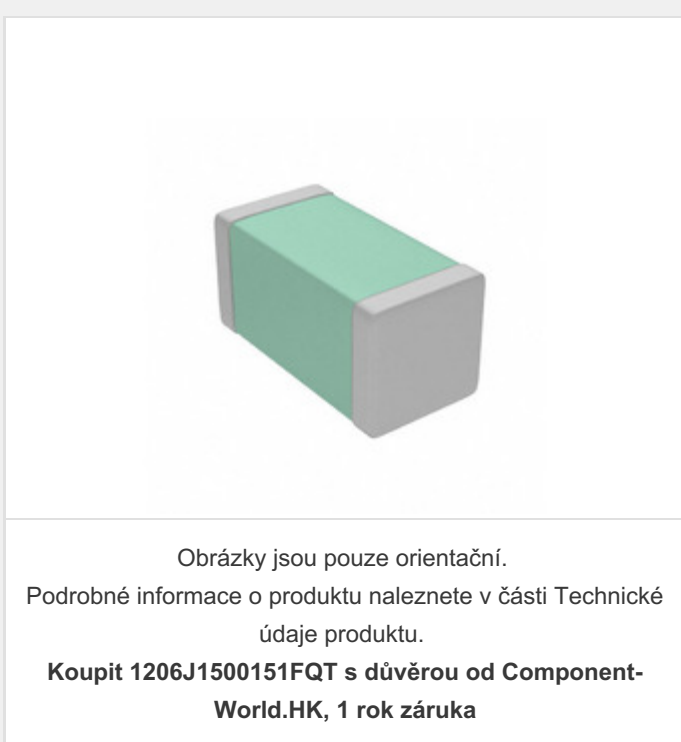 Obrázky jsou pouze orientační.
Podrobné informace o produktu naleznete v části Technické
údaje produktu.
Koupit 1206J1500151FQT s důvěrou od Component-
World.HK, 1 rok záruka